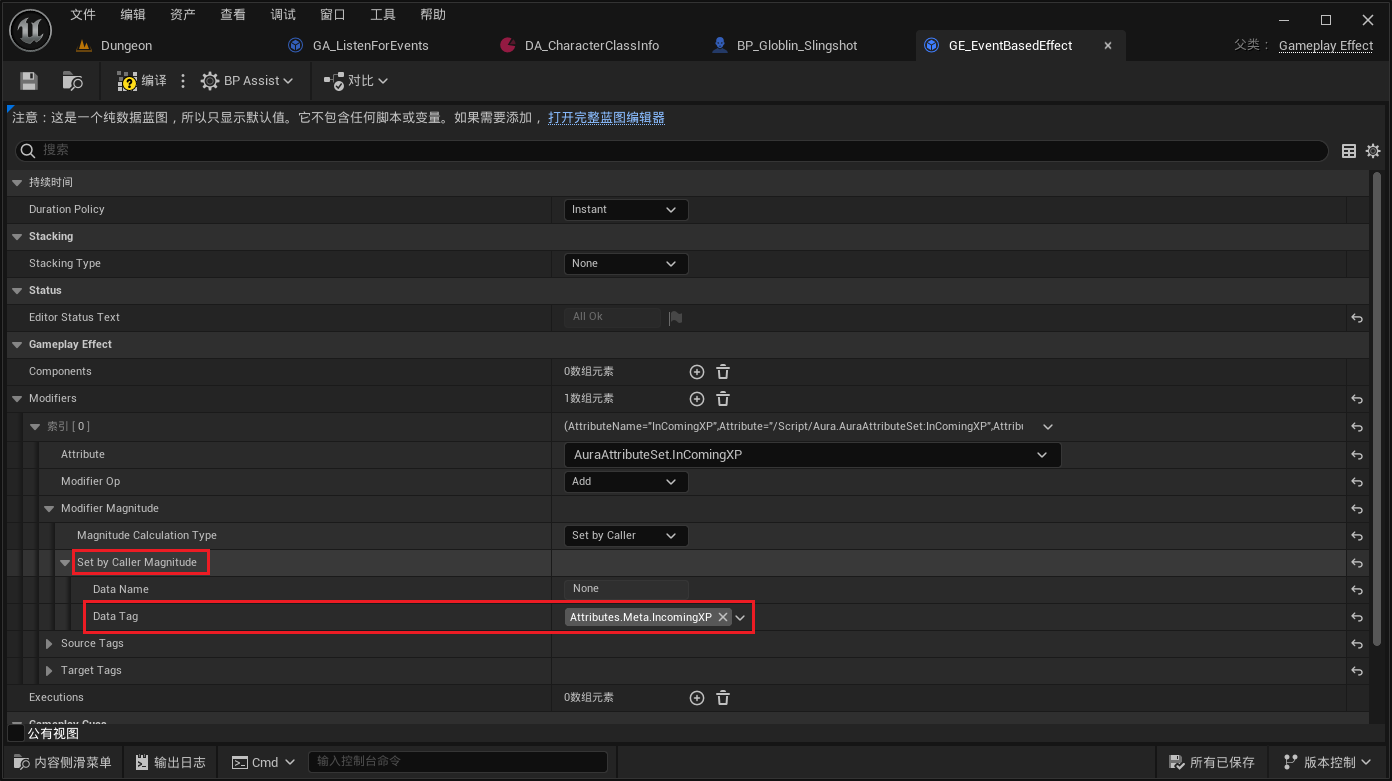 文件 编辑 资产 查看 调试 窗口 工具 帮助
Dungeon GA_ListenForEvents DA_CharacterClassInfo BP_Globlin_Slingshot GE_EventBasedEffect 父类： Gameplay Effect
编译 BP Assist 对比
注意：这是一个纯数据蓝图，所以只显示默认值。它不包含任何脚本或变量。如果需要添加， 打开完整蓝图编辑器
搜索
持续时间
Duration Policy Instant
Stacking
Stacking Type None
Status
Editor Status Text All Ok
Gameplay Effect
Components 0数组元素
Modifiers 1数组元素
索引 [ 0 ] (AttributeName="InComingXP",Attribute="/Script/Aura.AuraAttributeSet:InComingXP",Attribu
Attribute AuraAttributeSet.InComingXP
Modifier Op Add
Modifier Magnitude
Magnitude Calculation Type Set by Caller
Set by Caller Magnitude
Data Name None
Data Tag Attributes.Meta.IncomingXP
Source Tags
Target Tags
Executions 0数组元素
Gameplay Cues
公有视图
内容侧滑菜单 输出日志 Cmd 输入控制台命令 所有已保存 版本控制